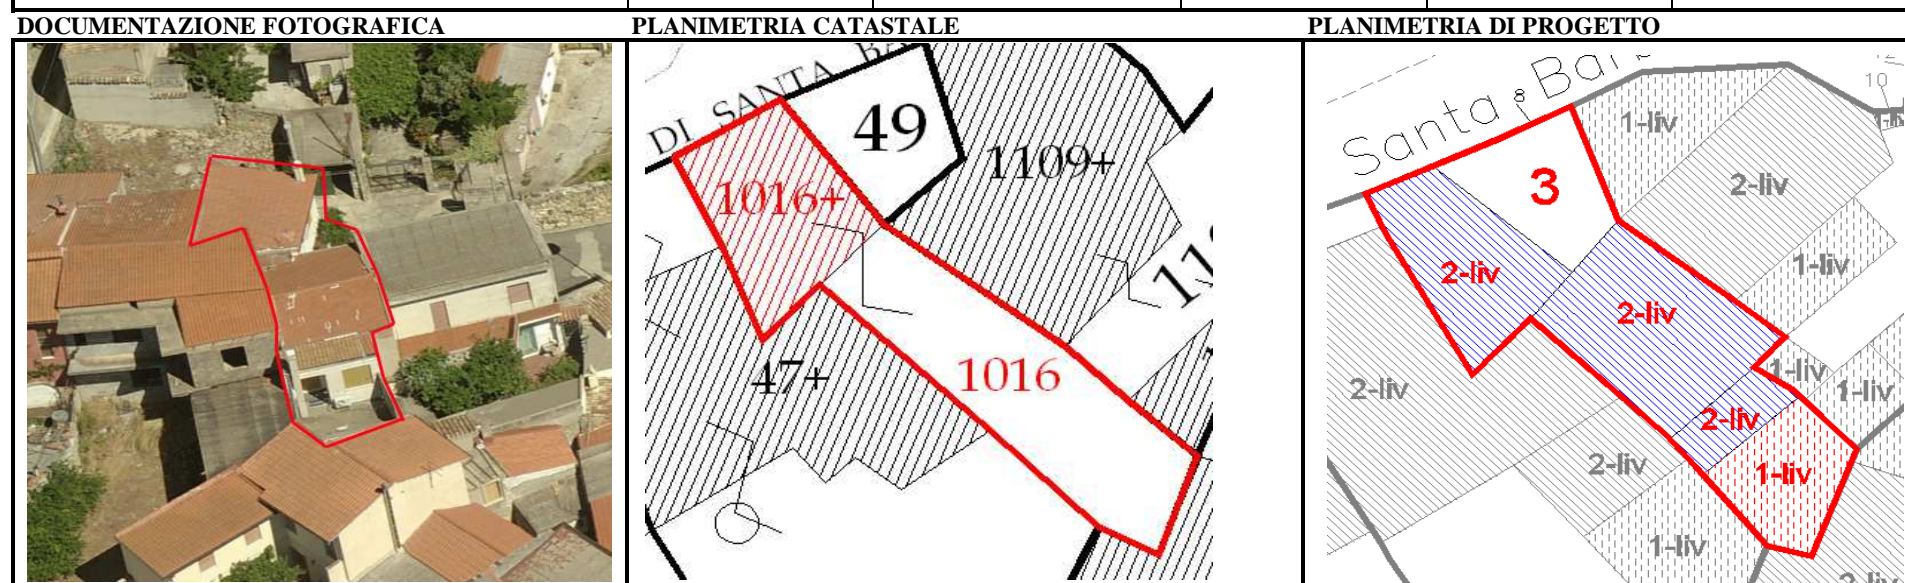 DOCUMENTAZIONE FOTOGRAFICA
PLANIMETRIA CATASTALE
PLANIMETRIA DI PROGETTO
DI SANTA
49
1109+
1016+
47+
1016
Santa
8
3
1-liv
10
2-liv
2-liv
2-liv
1-liv
2-liv
1-liv
1-liv
2-liv
2-liv
1-liv
1-liv